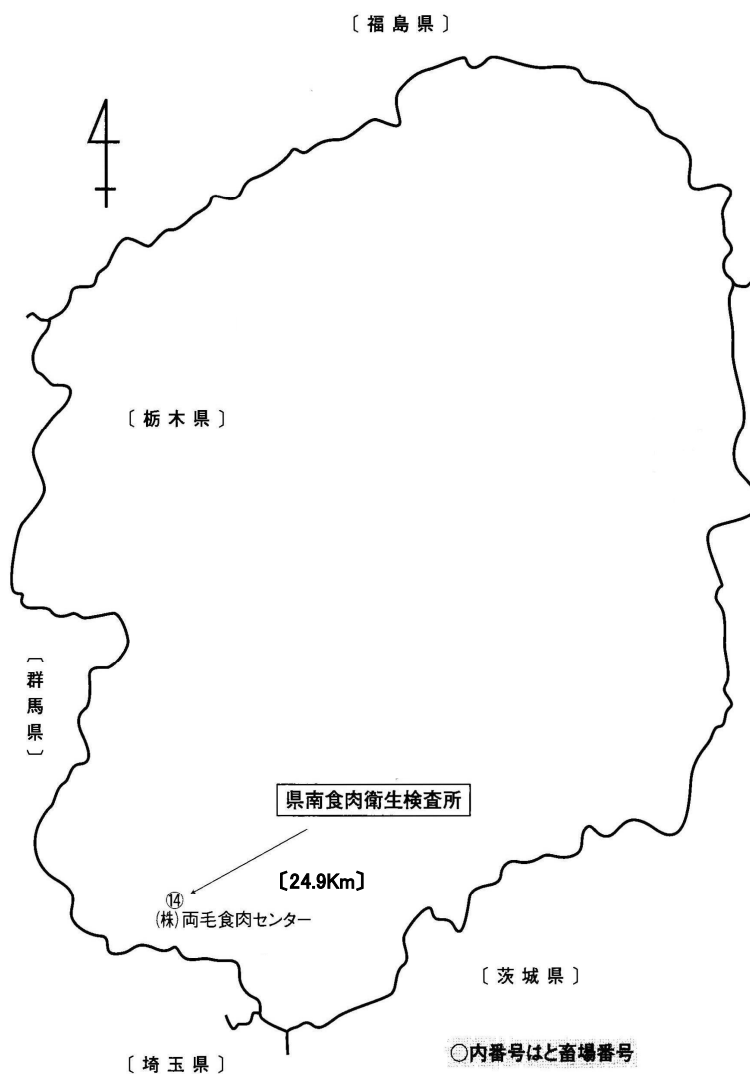 〔 福 島 県 〕
〔 栃 木 県 〕
〔群馬県〕
県南食肉衛生検査所
〔24.9Km〕
⑭
(株)両毛食肉センター
〔 茨 城 県 〕
○内番号はと畜場番号
〔 埼 玉 県 〕